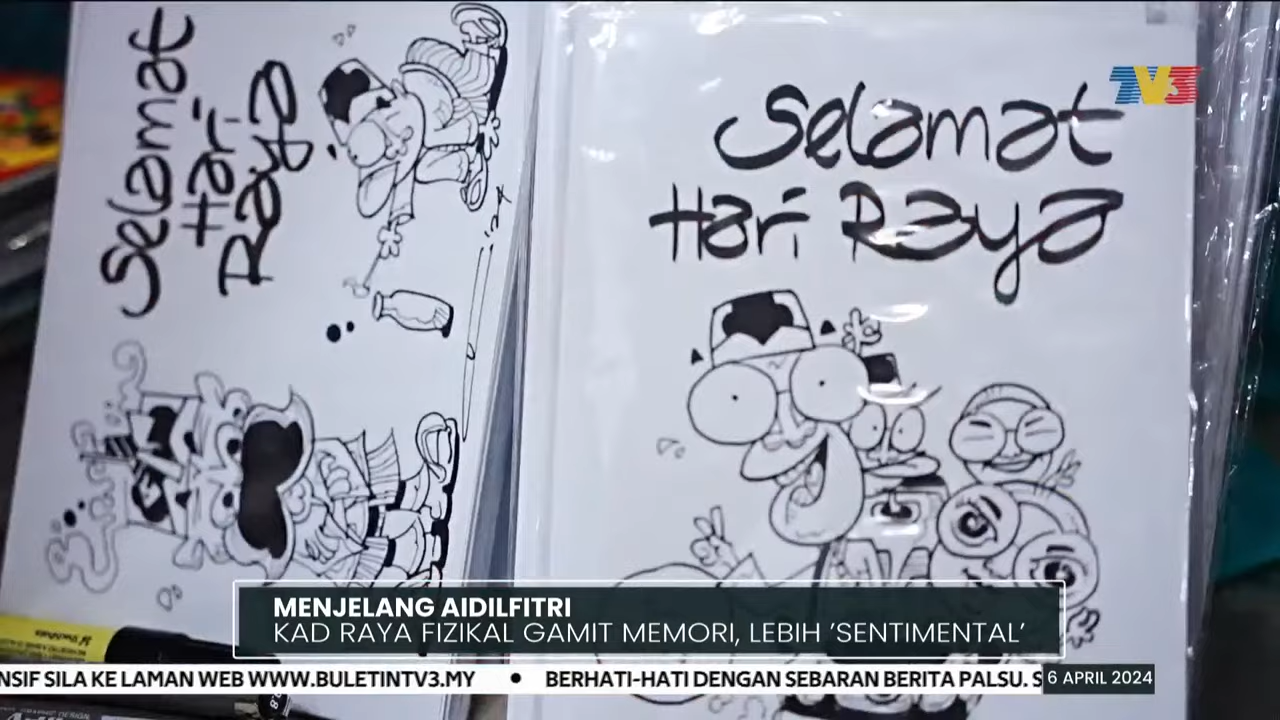 Selamat
Hari
Raya
Selamat
Hari Raya
TV3
MENJELANG AIDILFITRI
KAD RAYA FIZIKAL GAMIT MEMORI, LEBIH 'SENTIMENTAL'
NSIF SILA KE LAMAN WEB WWW.BULETINTV3.MY • BERHATI-HATI DENGAN SEBARAN BERITA PALSU. S
6 APRIL 2024